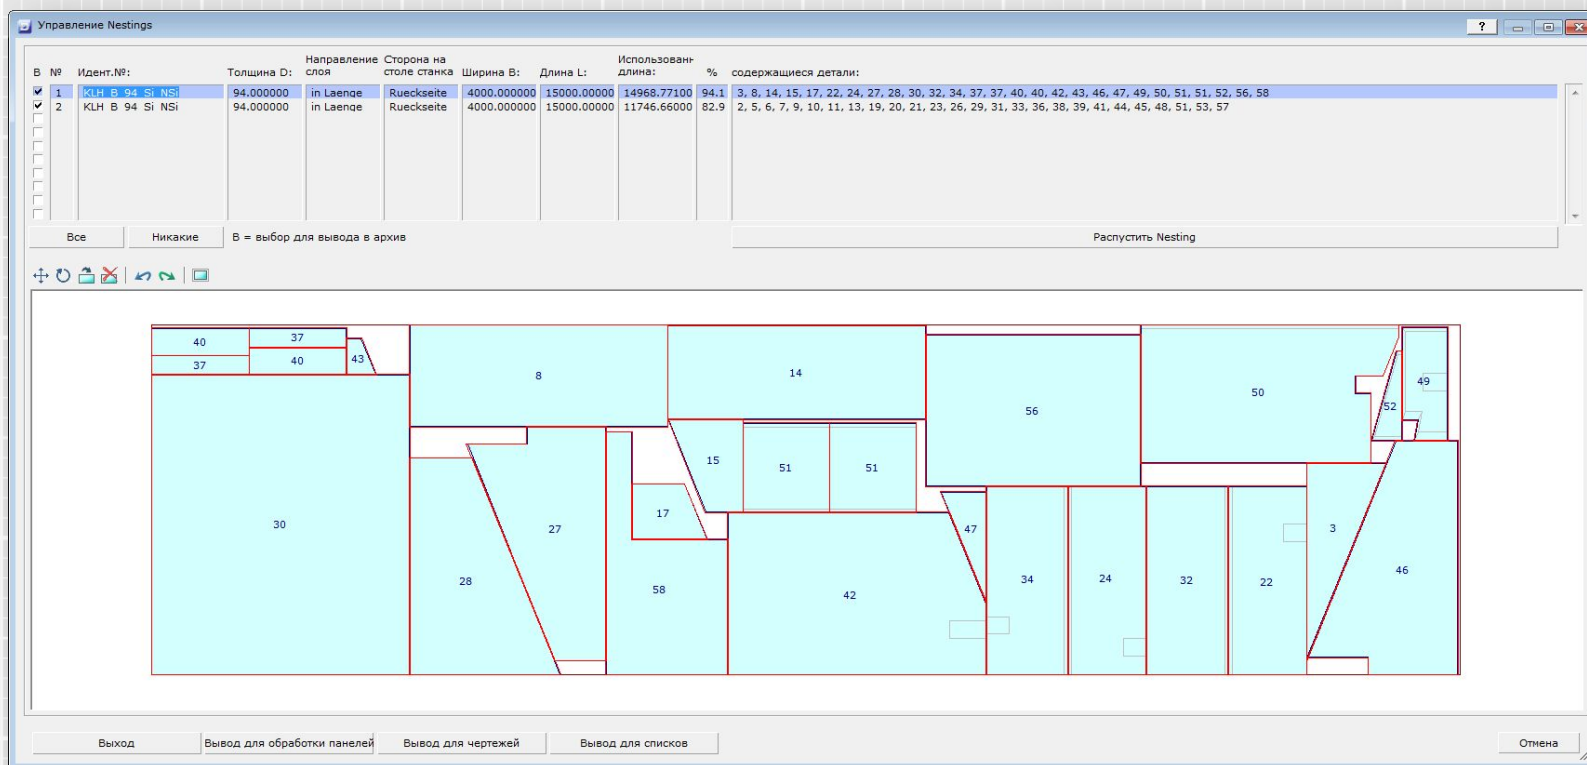 Управление Nestings
?
Направление Сторона на Использованн
В № Идент.№: Толщина D: слоя столе станка Ширина B: Длина L: длина: % содержащиеся детали:
1 KLH B 94 Si NSi 94.000000 in Laenge Rueckseite 4000.000000 15000.00000 14968.77100 94.1 3, 8, 14, 15, 17, 22, 24, 27, 28, 30, 32, 34, 37, 37, 40, 40, 42, 43, 46, 47, 49, 50, 51, 51, 52, 56, 58
2 KLH B 94 Si NSi 94.000000 in Laenge Rueckseite 4000.000000 15000.00000 11746.66000 82.9 2, 5, 6, 7, 9, 10, 11, 13, 19, 20, 21, 23, 26, 29, 31, 33, 36, 38, 39, 41, 44, 45, 48, 51, 53, 57
Все Никакие В = выбор для вывода в архив Распустить Nesting
40 37
37 40 43
8 14 56 50 52 49
15 51 51
30 27 17 47 3
28 58 42 34 24 32 22 46
Выход Вывод для обработки панелей Вывод для чертежей Вывод для списков Отмена